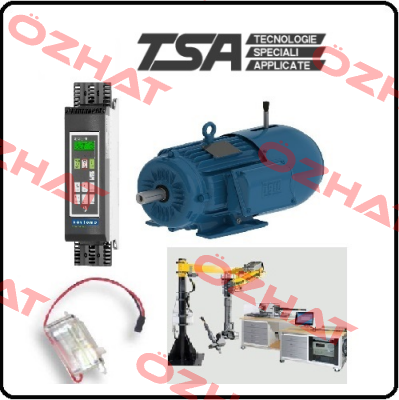 TSA
TECNOLOGIE
SPECIALI
APPLICATE
ÖZHAT
ÖZHAT
ÖZHAT
ÖZHAT
ÖZHAT
ÖZHAT